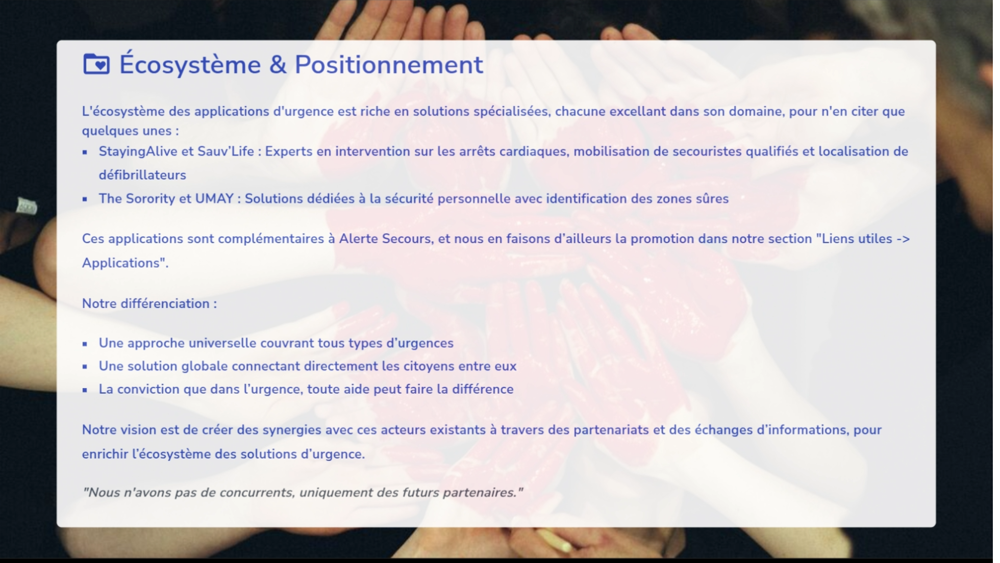 Écosystème & Positionnement
L'écosystème des applications d'urgence est riche en solutions spécialisées, chacune excellant dans son domaine, pour n'en citer que
quelques unes :
▪ StayingAlive et Sauv’Life : Experts en intervention sur les arrêts cardiaques, mobilisation de secouristes qualifiés et localisation de
défibrillateurs
▪ The Sorority et UMAY : Solutions dédiées à la sécurité personnelle avec identification des zones sûres
Ces applications sont complémentaires à Alerte Secours, et nous en faisons d’ailleurs la promotion dans notre section "Liens utiles ->
Applications".
Notre différenciation :
▪ Une approche universelle couvrant tous types d’urgences
▪ Une solution globale connectant directement les citoyens entre eux
▪ La conviction que dans l’urgence, toute aide peut faire la différence
Notre vision est de créer des synergies avec ces acteurs existants à travers des partenariats et des échanges d’informations, pour
enrichir l’écosystème des solutions d’urgence.
"Nous n'avons pas de concurrents, uniquement des futurs partenaires."